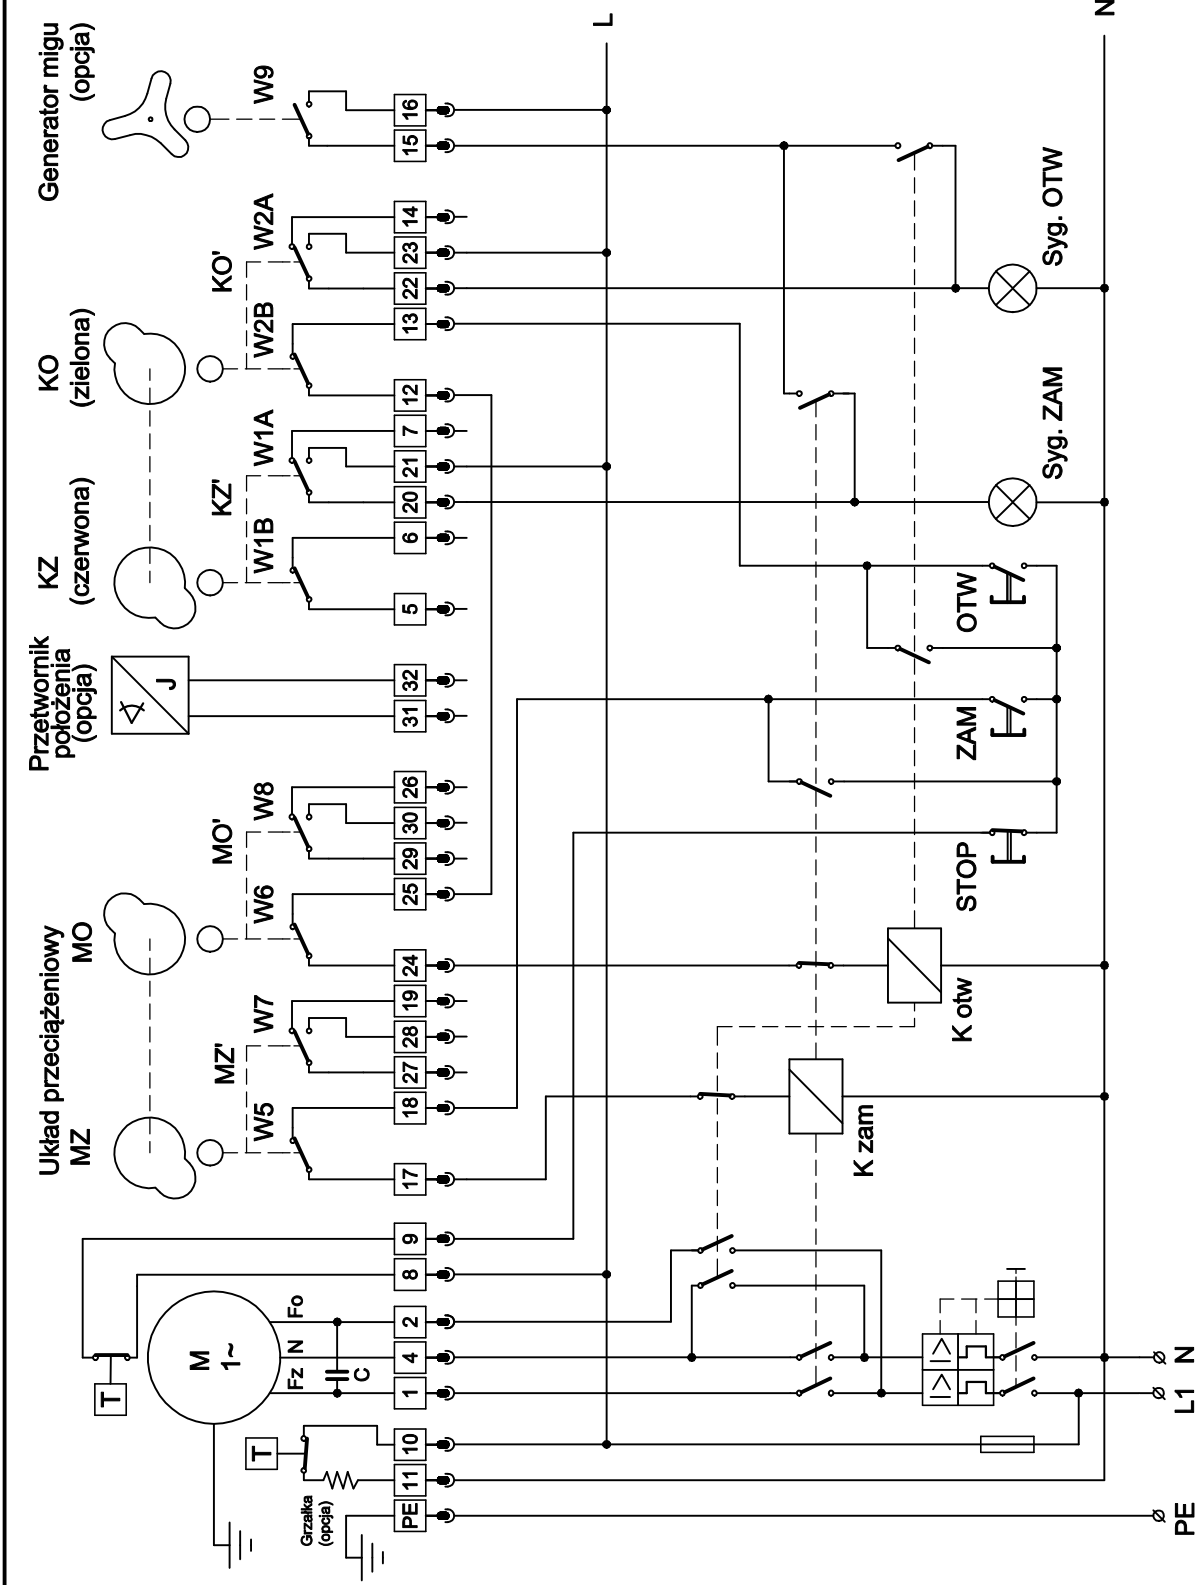 Układ przeciążeniowy
MZ
MO
Przetwornik
położenia
(opcja)
KZ
(czerwona)
KO
(zielona)
Generator migu
(opcja)
J
MZ'
MO'
KZ'
KO'
W5
W7
W6
W8
W1B
W1A
W2B
W2A
W9
T
M
1~
Fz
N
Fo
C
T
Grzałka
(opcja)
PE
11
10
1
4
2
8
9
17
18
27
28
19
24
25
29
30
26
31
32
5
6
20
21
7
12
13
22
23
14
15
16
L
N
K zam
K otw
STOP
ZAM
OTW
Syg. ZAM
Syg. OTW
PE
L1
N